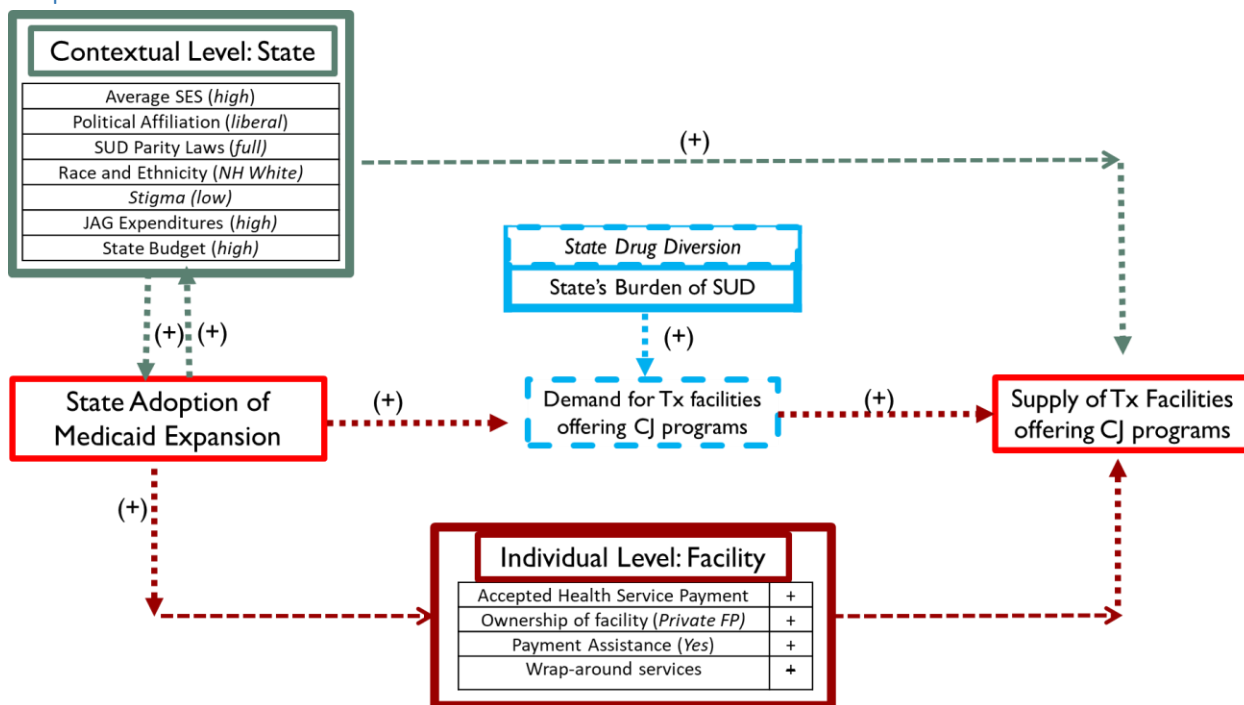 Contextual Level: State
Average SES (high)
Political Affiliation (liberal)
SUD Parity Laws (full)
Race and Ethnicity (NH White)
Stigma (low)
JAG Expenditures (high)
State Budget (high)
(+)
State Drug Diversion
State's Burden of SUD
(+)
(+)
(+)
State Adoption of
Medicaid Expansion
(+)
Demand for Tx facilities
offering CJ programs
(+)
Supply of Tx Facilities
offering CJ programs
(+)
Individual Level: Facility
Accepted Health Service Payment +
Ownership of facility (Private FP) +
Payment Assistance (Yes) +
Wrap-around services +